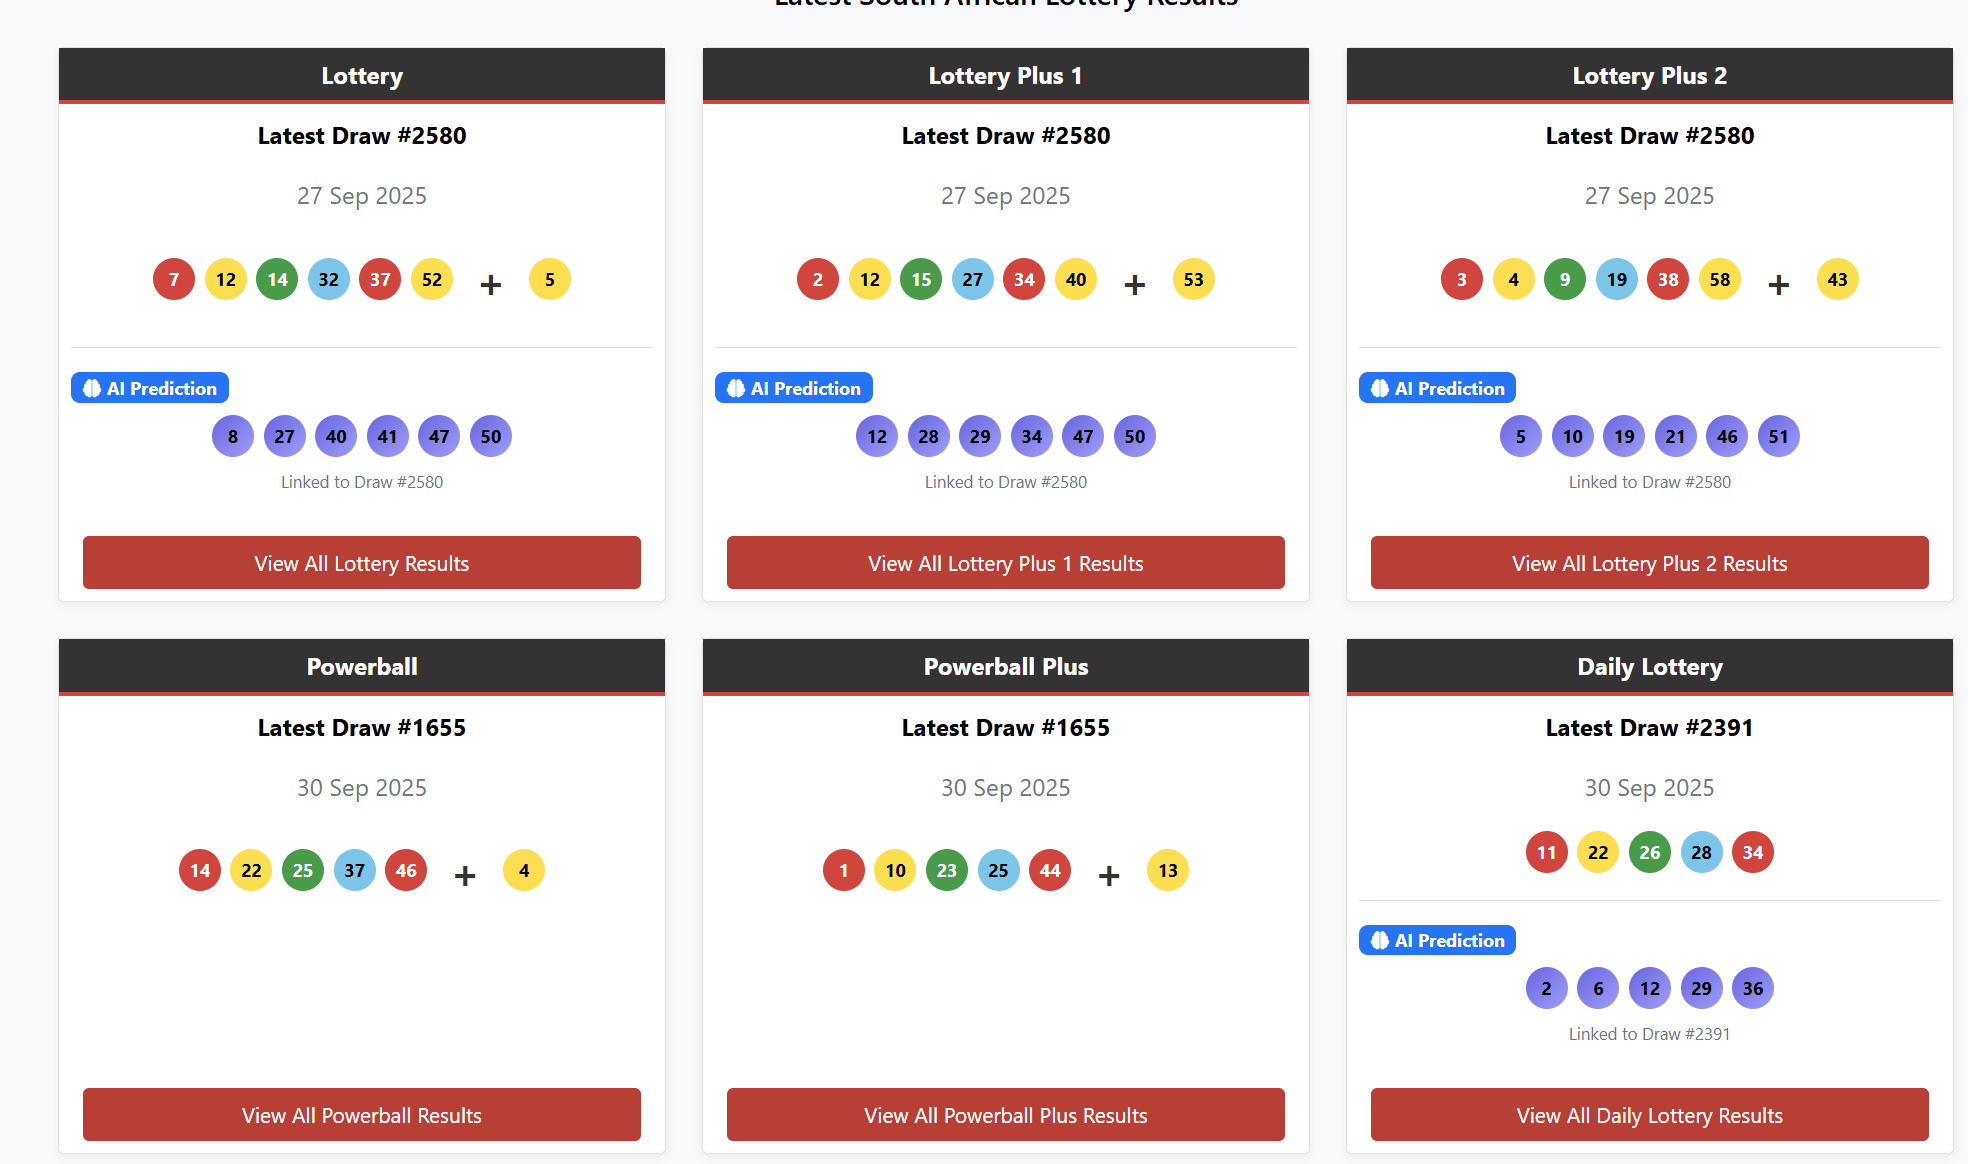 Latest South African Lottery Results
Lottery
Latest Draw #2580
27 Sep 2025
7 12 14 32 37 52 + 5
AI Prediction
8 27 40 41 47 50
Linked to Draw #2580
View All Lottery Results
Lottery Plus 1
Latest Draw #2580
27 Sep 2025
2 12 15 27 34 40 + 53
AI Prediction
12 28 29 34 47 50
Linked to Draw #2580
View All Lottery Plus 1 Results
Lottery Plus 2
Latest Draw #2580
27 Sep 2025
3 4 9 19 38 58 + 43
AI Prediction
5 10 19 21 46 51
Linked to Draw #2580
View All Lottery Plus 2 Results
Powerball
Latest Draw #1655
30 Sep 2025
14 22 25 37 46 + 4
View All Powerball Results
Powerball Plus
Latest Draw #1655
30 Sep 2025
1 10 23 25 44 + 13
View All Powerball Plus Results
Daily Lottery
Latest Draw #2391
30 Sep 2025
11 22 26 28 34
AI Prediction
2 6 12 29 36
Linked to Draw #2391
View All Daily Lottery Results